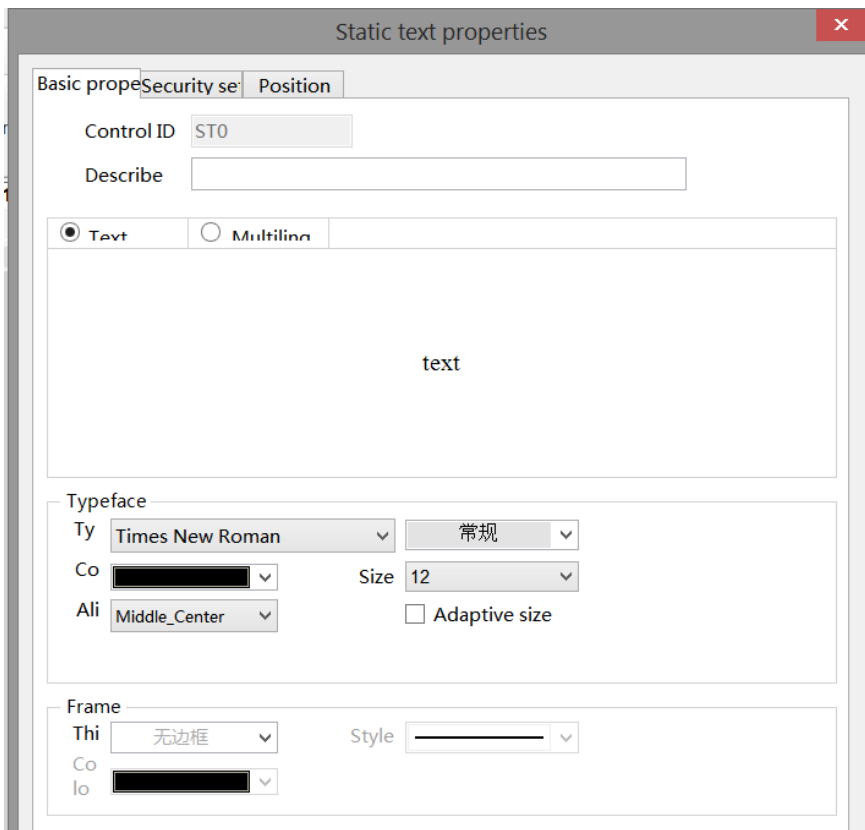 Static text properties
Basic prope Security se Position
Control ID ST0
Describe
Text Multiling
text
Typeface
Ty Times New Roman 常规
Co Size 12
Ali Middle_Center Adaptive size
Frame
Thi 无边框 Style
Co
lo